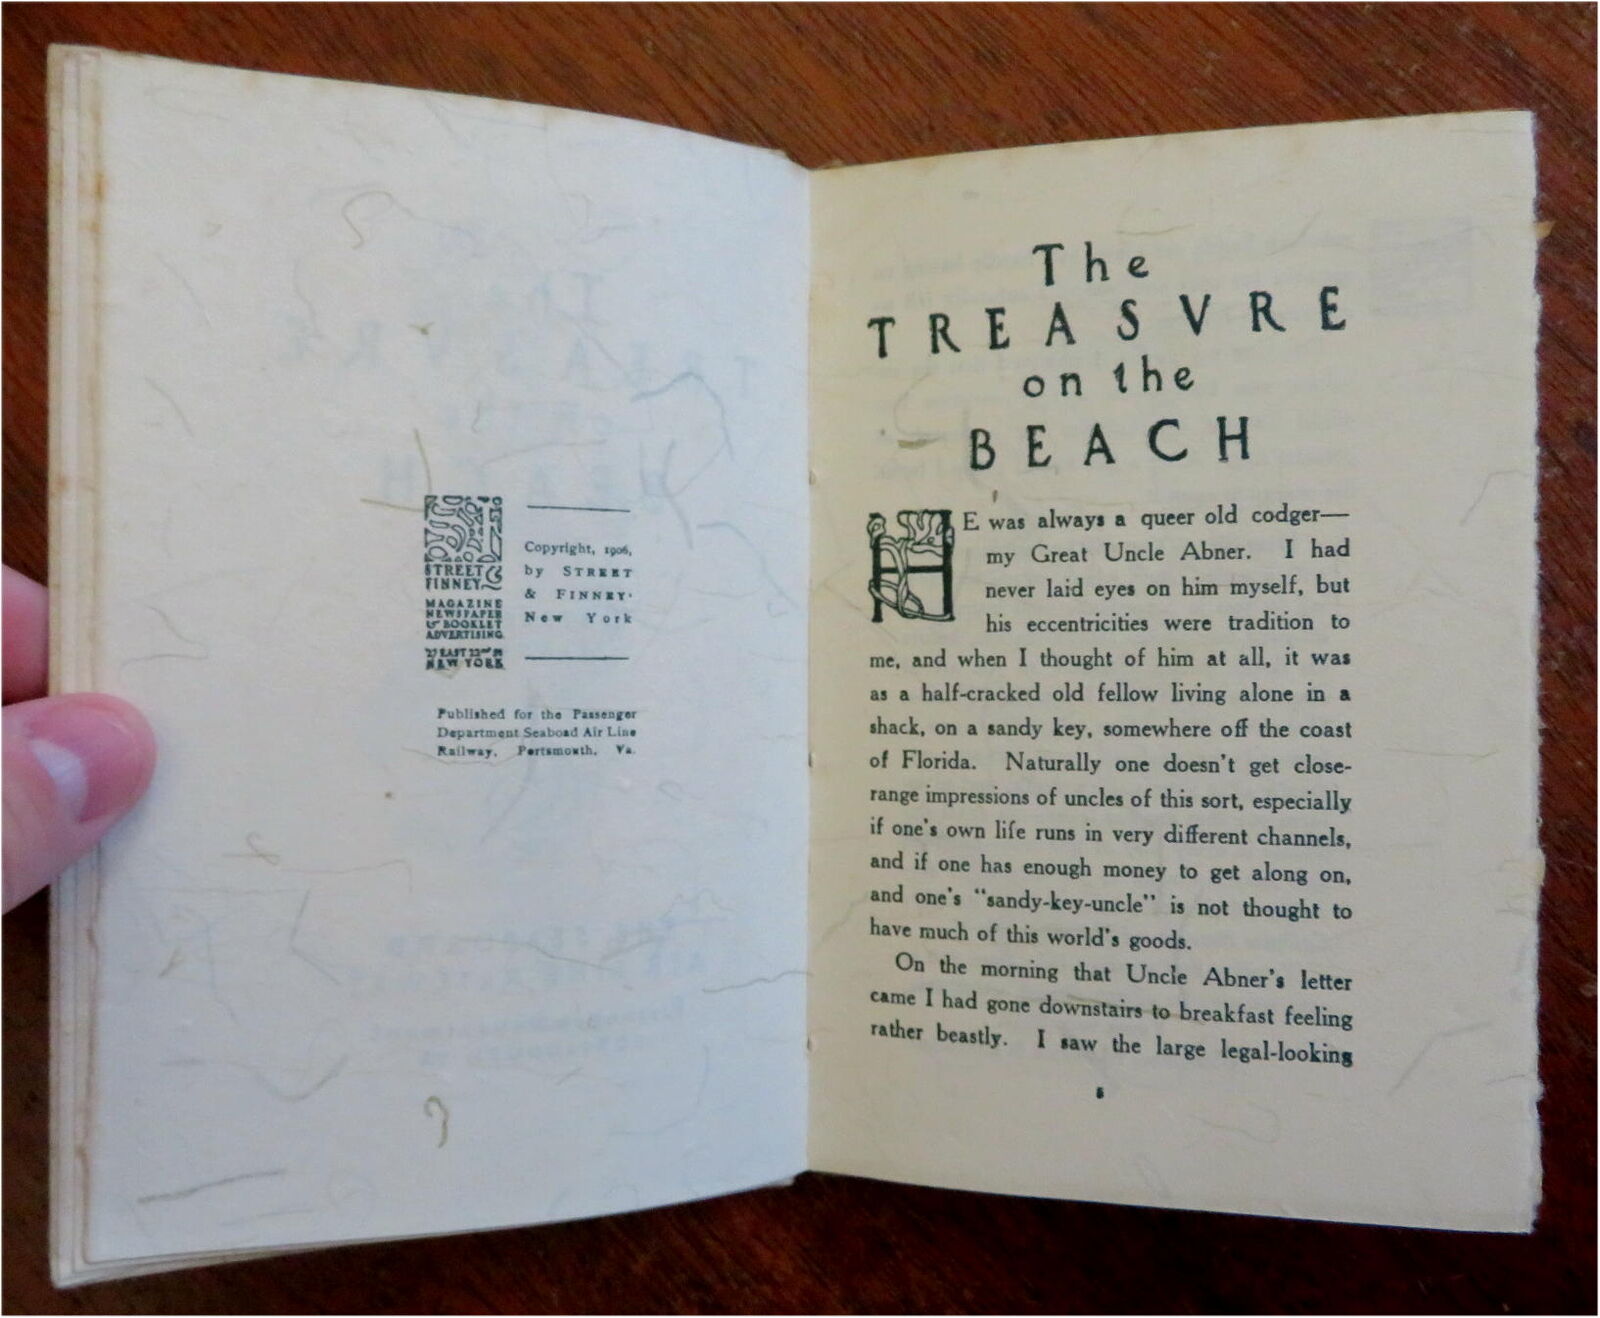 STREET &
FINNEY
MAGAZINE
NEWSPAPER
& BOOKLET
ADVERTISING
27 EAST 22nd ST
NEW YORK
Copyright, 1906,
by STREET
& FINNEY.
New York
Published for the Passenger
Department Seaboad Air Line
Railway, Portsmouth, Va.
The
TREASVRE
on the
BEACH
HE was always a queer old codger—
my Great Uncle Abner. I had
never laid eyes on him myself, but
his eccentricities were tradition to
me, and when I thought of him at all, it was
as a half-cracked old fellow living alone in a
shack, on a sandy key, somewhere off the coast
of Florida. Naturally one doesn't get close-
range impressions of uncles of this sort, especially
if one's own life runs in very different channels,
and if one has enough money to get along on,
and one's "sandy-key-uncle" is not thought to
have much of this world's goods.
On the morning that Uncle Abner's letter
came I had gone downstairs to breakfast feeling
rather beastly. I saw the large legal-looking